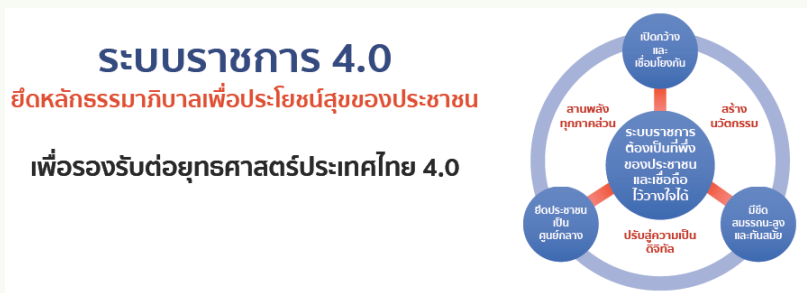 ระบบราชการ 4.0
ยึดหลักธรรมาภิบาลเพื่อประโยชน์สุขของประชาชน
เพื่อรองรับต่อยุทธศาสตร์ประเทศไทย 4.0
เปิดกว้าง
และ
เชื่อมโยงกัน
สานพลัง
ทุกภาคส่วน
สร้าง
นวัตกรรม
ระบบราชการ
ต้องเป็นที่พึ่ง
ของประชาชน
และเชื่อถือ
ไว้วางใจได้
ยึดประชาชน
เป็น
ศูนย์กลาง
มีขีด
สมรรถนะสูง
และทันสมัย
ปรับสู่ความเป็น
ดิจิทัล